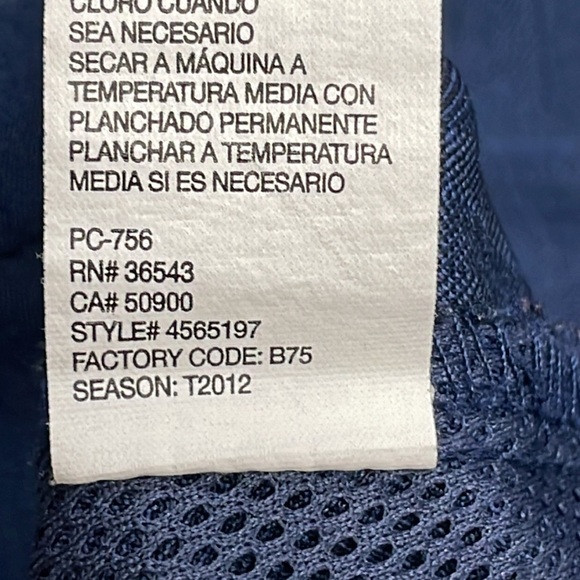 CLORO CUANDO
SEA NECESARIO
SECAR A MÁQUINA A
TEMPERATURA MEDIA CON
PLANCHADO PERMANENTE
PLANCHAR A TEMPERATURA
MEDIA SI ES NECESARIO
PC-756
RN# 36543
CA# 50900
STYLE# 4565197
FACTORY CODE: B75
SEASON: T2012